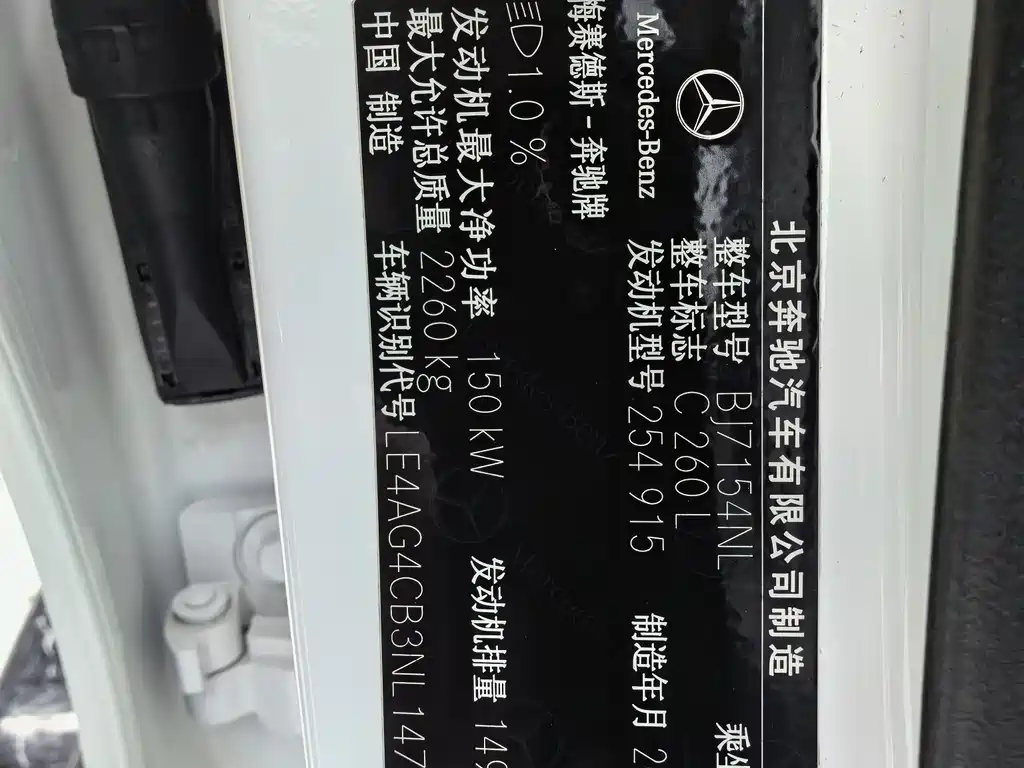 北京奔驰汽车有限公司制造
Mercedes-Benz
梅赛德斯-奔驰牌
整车型号 BJ7154NL
整车标志 C 260 L
发动机型号 254 915 制造年月 2
1.0 %
发动机最大净功率 150 kW 发动机排量 149
最大允许总质量 2260 kg
中国 制造 车辆识别代号 LE4AG4CB3NL147